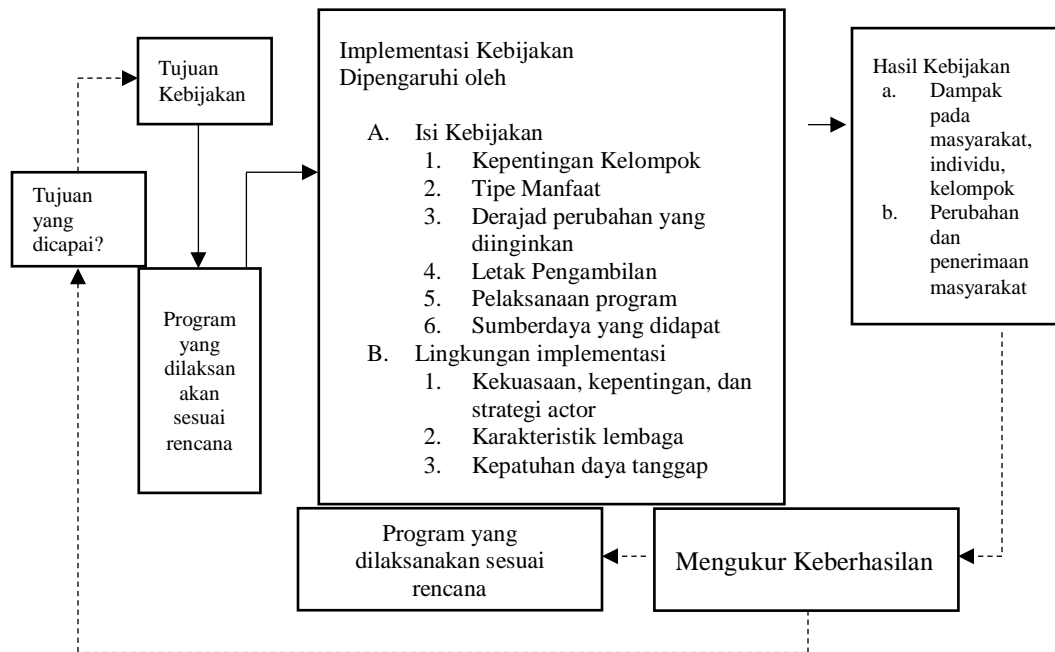 Tujuan
Kebijakan
Tujuan
yang
dicapai?
Program
yang
dilaksan
akan
sesuai
rencana
Implementasi Kebijakan
Dipengaruhi oleh
A. Isi Kebijakan
1. Kepentingan Kelompok
2. Tipe Manfaat
3. Derajad perubahan yang
diinginkan
4. Letak Pengambilan
5. Pelaksanaan program
6. Sumberdaya yang didapat
B. Lingkungan implementasi
1. Kekuasaan, kepentingan, dan
strategi actor
2. Karakteristik lembaga
3. Kepatuhan daya tanggap
Hasil Kebijakan
a. Dampak
pada
masyarakat,
individu,
kelompok
b. Perubahan
dan
penerimaan
masyarakat
Program yang
dilaksanakan sesuai
rencana
Mengukur Keberhasilan